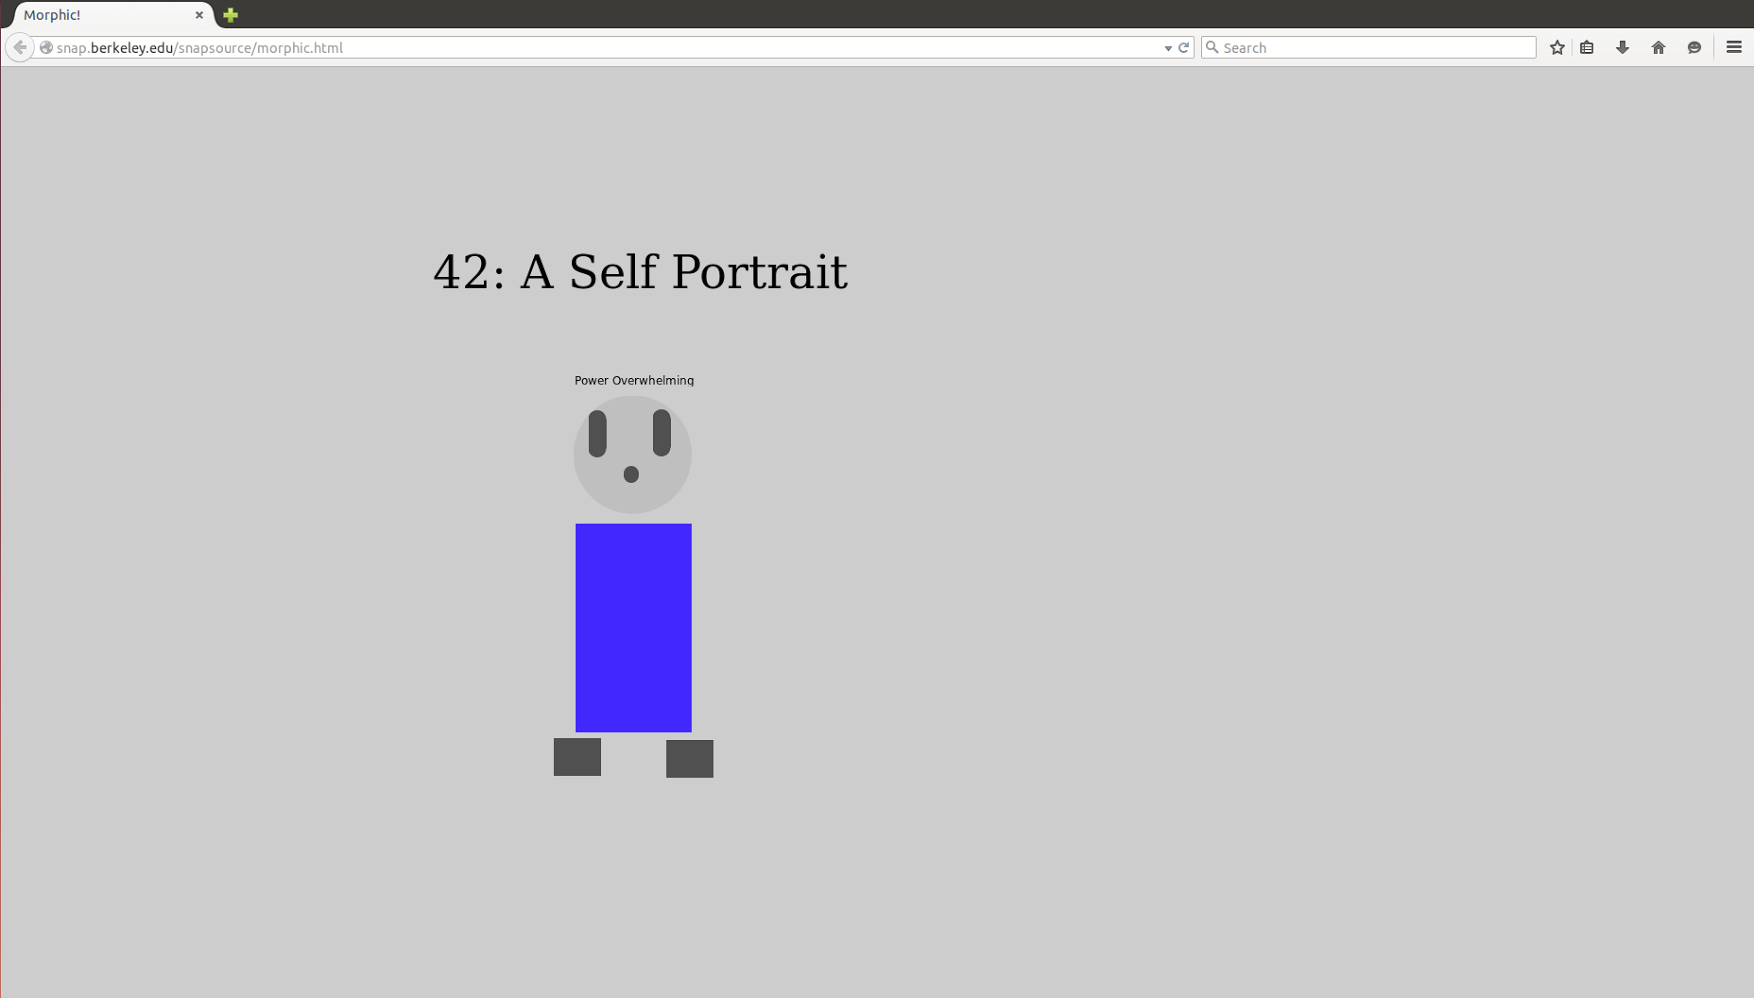 Morphic!
snap.berkeley.edu/snapsource/morphic.html
Search
42: A Self Portrait
Power Overwhelming